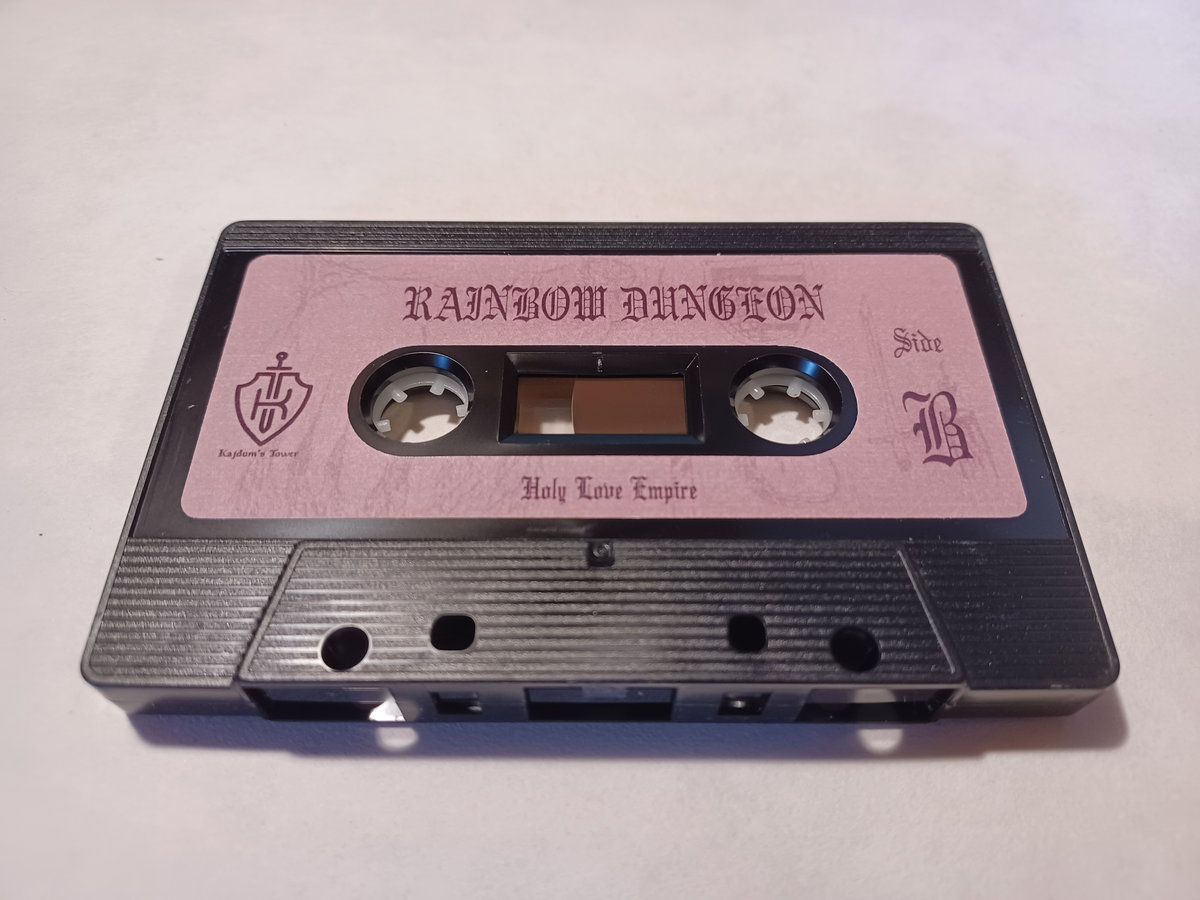 RAINBOW DUNGEON
Side
B
Kajdom's Tower
Holy Love Empire